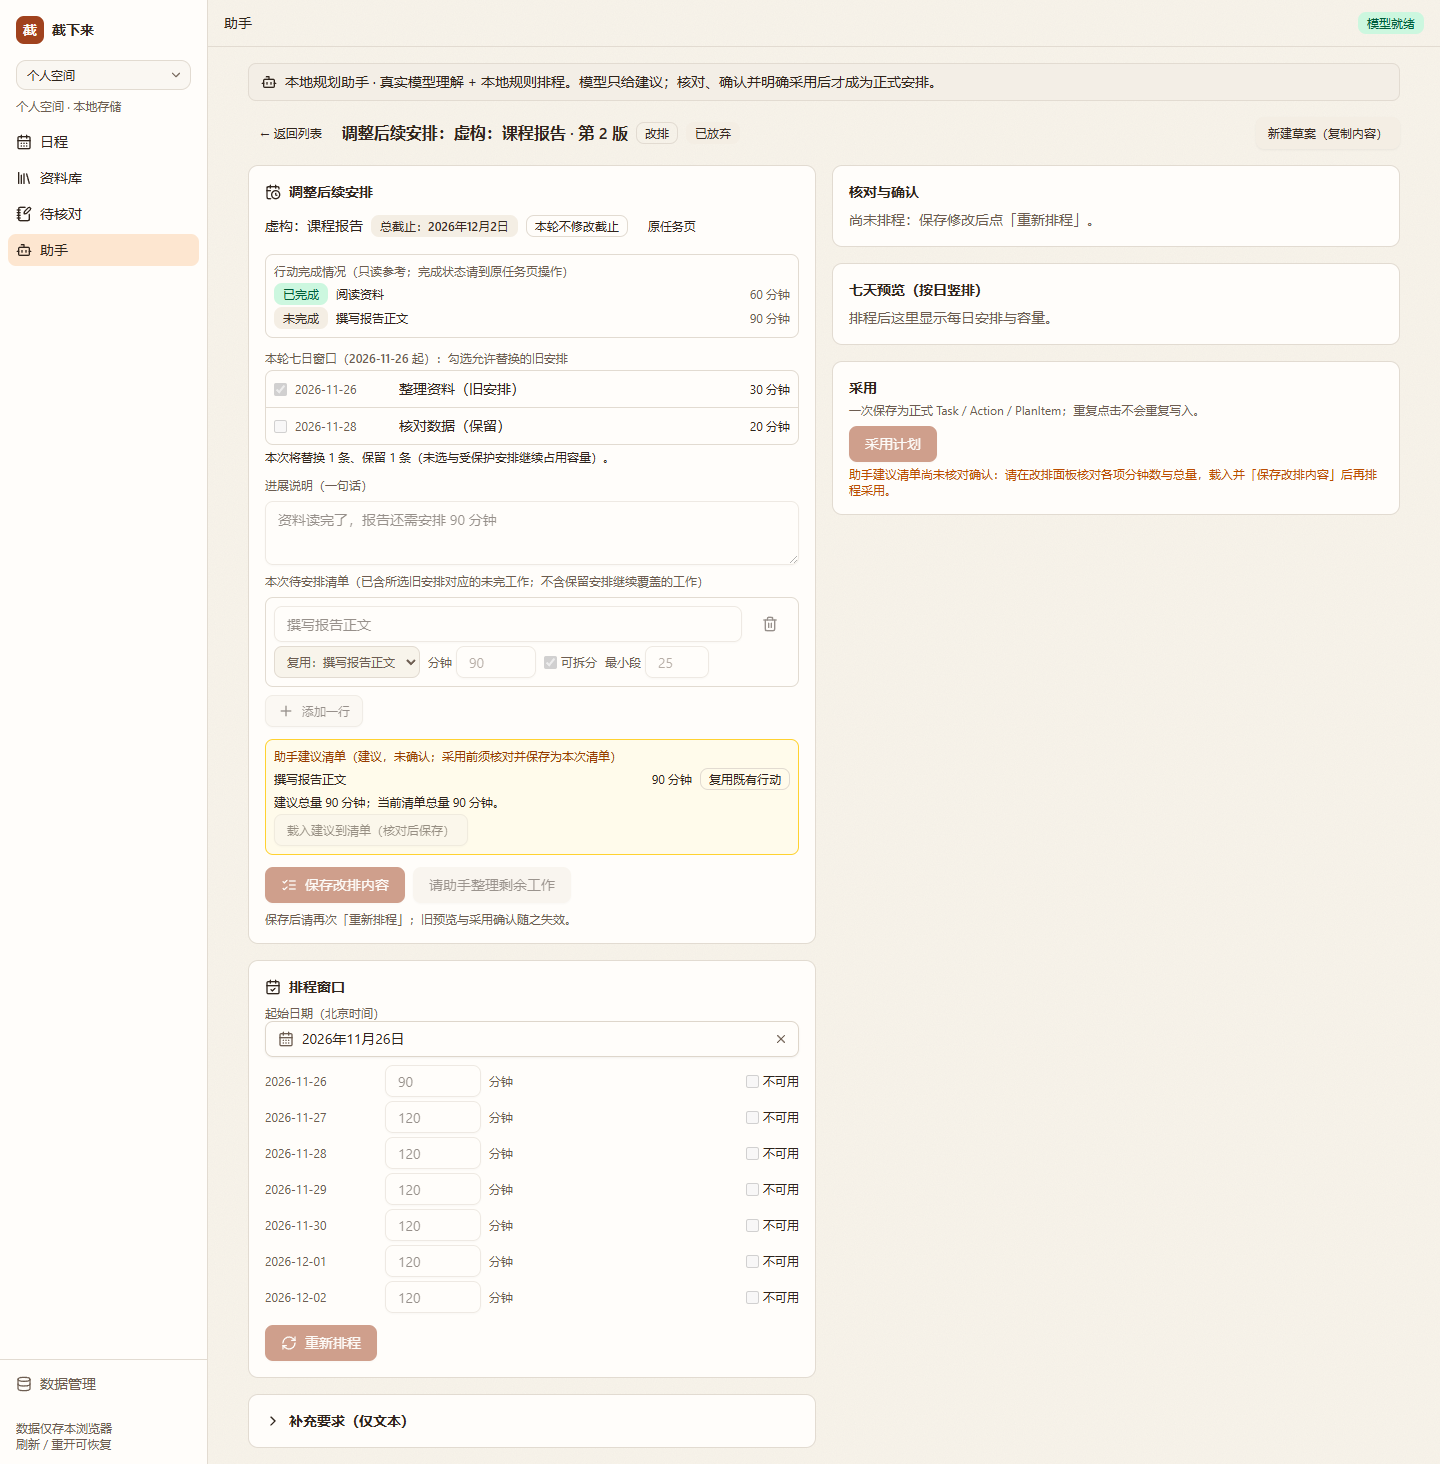 截 截下来
个人空间
个人空间 · 本地存储
日程
资料库
待核对
助手
数据管理
数据仅存本浏览器
刷新 / 重开可恢复
助手
模型就绪
本地规划助手 · 真实模型理解 + 本地规则排程。模型只给建议；核对、确认并明确采用后才成为正式安排。
← 返回列表 调整后续安排：虚构：课程报告 · 第 2 版 改排 已放弃 新建草案（复制内容）
调整后续安排
虚构：课程报告 总截止：2026年12月2日 本轮不修改截止 原任务页
行动完成情况（只读参考；完成状态请到原任务页操作）
已完成 阅读资料 60 分钟
未完成 撰写报告正文 90 分钟
本轮七日窗口（2026-11-26 起）：勾选允许替换的旧安排
2026-11-26 整理资料（旧安排） 30 分钟
2026-11-28 核对数据（保留） 20 分钟
本次将替换 1 条、保留 1 条（未选与受保护安排继续占用容量）。
进展说明（一句话）
资料读完了，报告还需安排 90 分钟
本次待安排清单（已含所选旧安排对应的未完工作；不含保留安排继续覆盖的工作）
撰写报告正文
复用：撰写报告正文 分钟 90 可拆分 最小段 25
添加一行
助手建议清单（建议，未确认；采用前须核对并保存为本次清单）
撰写报告正文 90 分钟 复用既有行动
建议总量 90 分钟；当前清单总量 90 分钟。
载入建议到清单（核对后保存）
保存改排内容 请助手整理剩余工作
保存后请再次「重新排程」；旧预览与采用确认随之失效。
排程窗口
起始日期（北京时间）
2026年11月26日
2026-11-26 90 分钟 不可用
2026-11-27 120 分钟 不可用
2026-11-28 120 分钟 不可用
2026-11-29 120 分钟 不可用
2026-11-30 120 分钟 不可用
2026-12-01 120 分钟 不可用
2026-12-02 120 分钟 不可用
重新排程
补充要求（仅文本）
核对与确认
尚未排程：保存修改后点「重新排程」。
七天预览（按日竖排）
排程后这里显示每日安排与容量。
采用
一次保存为正式 Task / Action / PlanItem；重复点击不会重复写入。
采用计划
助手建议清单尚未核对确认：请在改排面板核对各项分钟数与总量，载入并「保存改排内容」后再排
程采用。